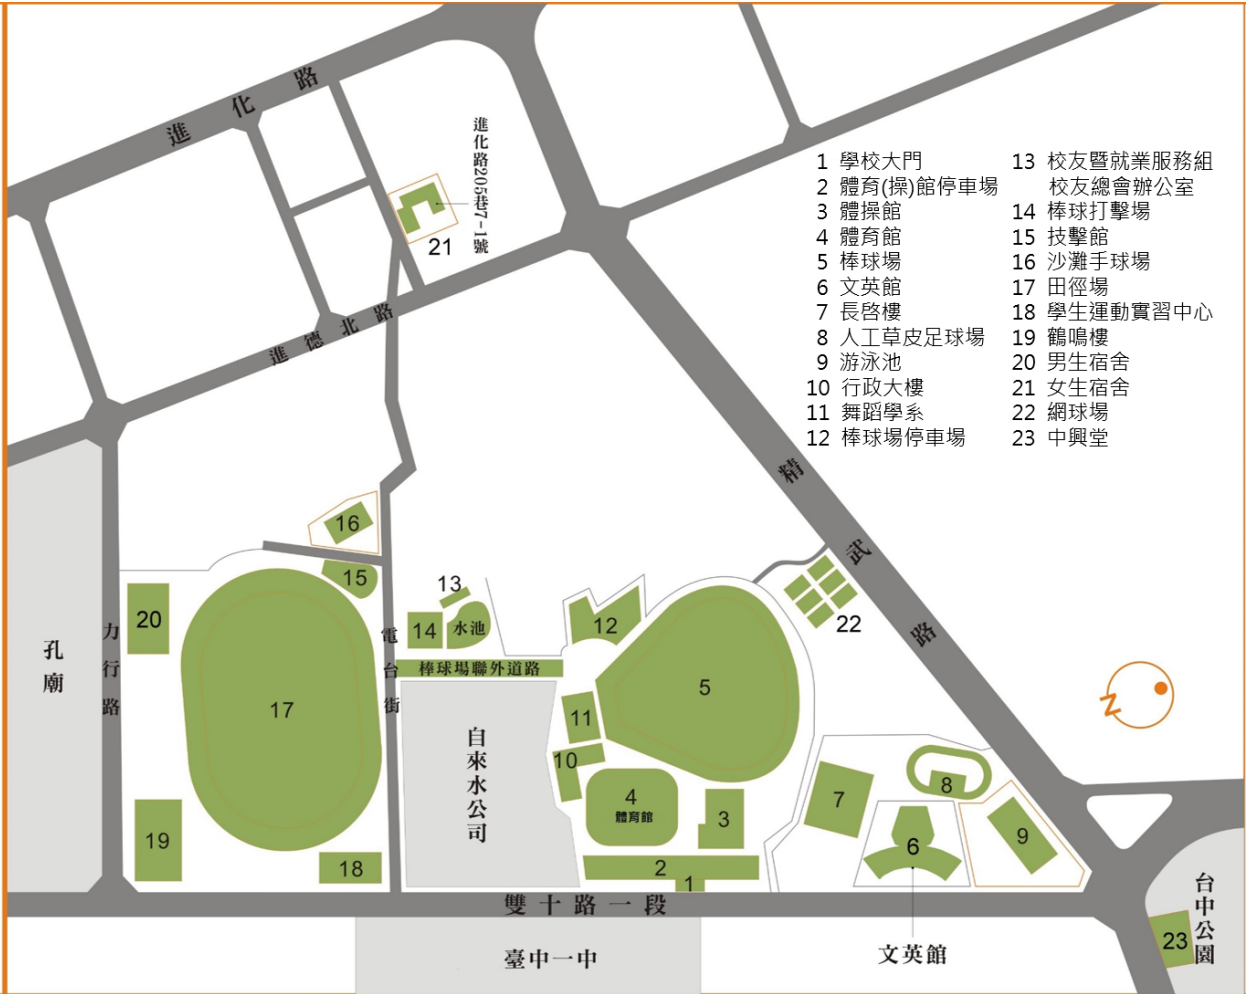 進化路
進化路205巷7-1號
21
進德北路
1 學校大門
2 體育(操)館停車場
3 體操館
4 體育館
5 棒球場
6 文英館
7 長啓樓
8 人工草皮足球場
9 游泳池
10 行政大樓
11 舞蹈學系
12 棒球場停車場
13 校友暨就業服務組
校友總會辦公室
14 棒球打擊場
15 技擊館
16 沙灘手球場
17 田徑場
18 學生運動實習中心
19 鶴鳴樓
20 男生宿舍
21 女生宿舍
22 網球場
23 中興堂
精武路
16
15
13
20
14
水池
12
22
孔廟
力行路
電台街
棒球場聯外道路
5
17
11
N
自來水公司
10
4
體育館
3
7
8
6
9
19
18
2
1
雙十路一段
臺中一中
文英館
23
台中公園